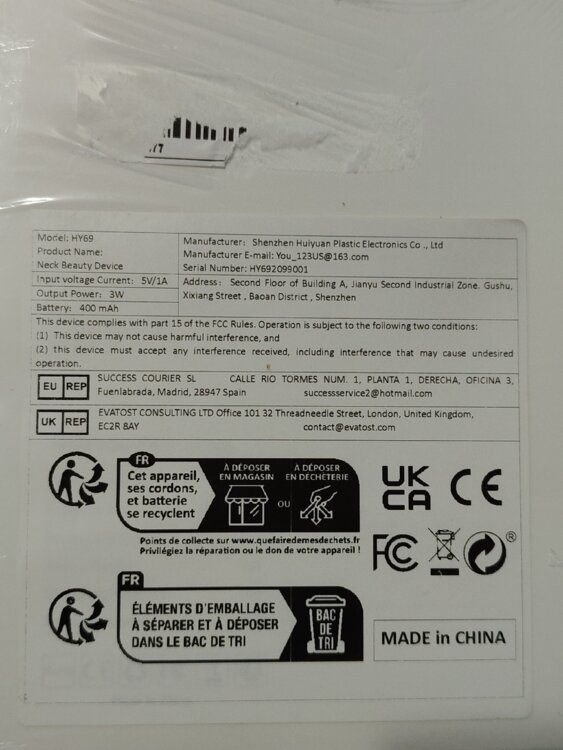 Model: HY69
Product Name:
Neck Beauty Device
Input voltage Current: 5V/1A
Output Power: 3W
Battery: 400 mAh
Manufacturer: Shenzhen Huiyuan Plastic Electronics Co ., Ltd
Manufacturer E-mail: You_123US@163.com
Serial Number: HY692099001
Address: Second Floor of Building A, Jianyu Second Industrial Zone. Gushu,
Xixiang Street , Baoan District , Shenzhen
This device complies with part 15 of the FCC Rules. Operation is subject to the following two conditions:
(1) This device may not cause harmful interference, and
(2) this device must accept any interference received, including interference that may cause undesired
operation.
EU REP
SUCCESS COURIER SL CALLE RIO TORMES NUM. 1, PLANTA 1, DERECHA, OFICINA 3,
Fuenlabrada, Madrid, 28947 Spain successservice2@hotmail.com
UK REP
EVATOST CONSULTING LTD Office 101 32 Threadneedle Street, London, United Kingdom,
EC2R 8AY contact@evatost.com
FR
Cet appareil,
ses cordons,
et batterie
se recyclent
À DÉPOSER
EN MAGASIN
OU
À DÉPOSER
EN DÉCHÈTERIE
Points de collecte sur www.quefairedemesdechets.fr
Privilégiez la réparation ou le don de votre appareil !
UK
CA
CE
FC
®
FR
ÉLÉMENTS D'EMBALLAGE
À SÉPARER ET À DÉPOSER
DANS LE BAC DE TRI
BAC
DE
TRI
MADE in CHINA